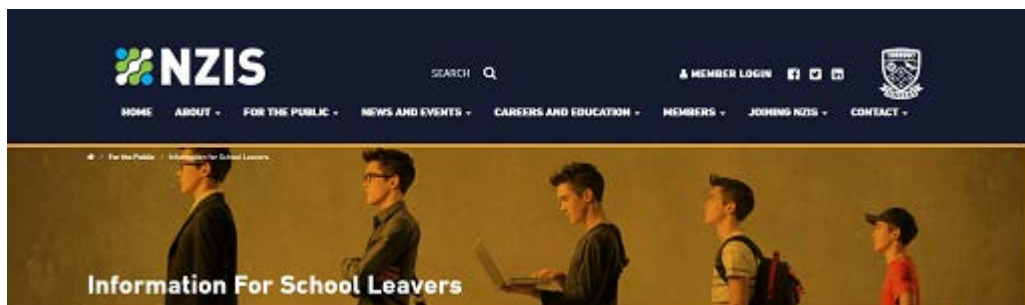 NZIS
SEARCH
MEMBER LOGIN
HOME ABOUT FOR THE PUBLIC NEWS AND EVENTS CAREERS AND EDUCATION MEMBERS JOINING NZIS CONTACT
/ For the Public / Information for School Leavers
Information For School Leavers